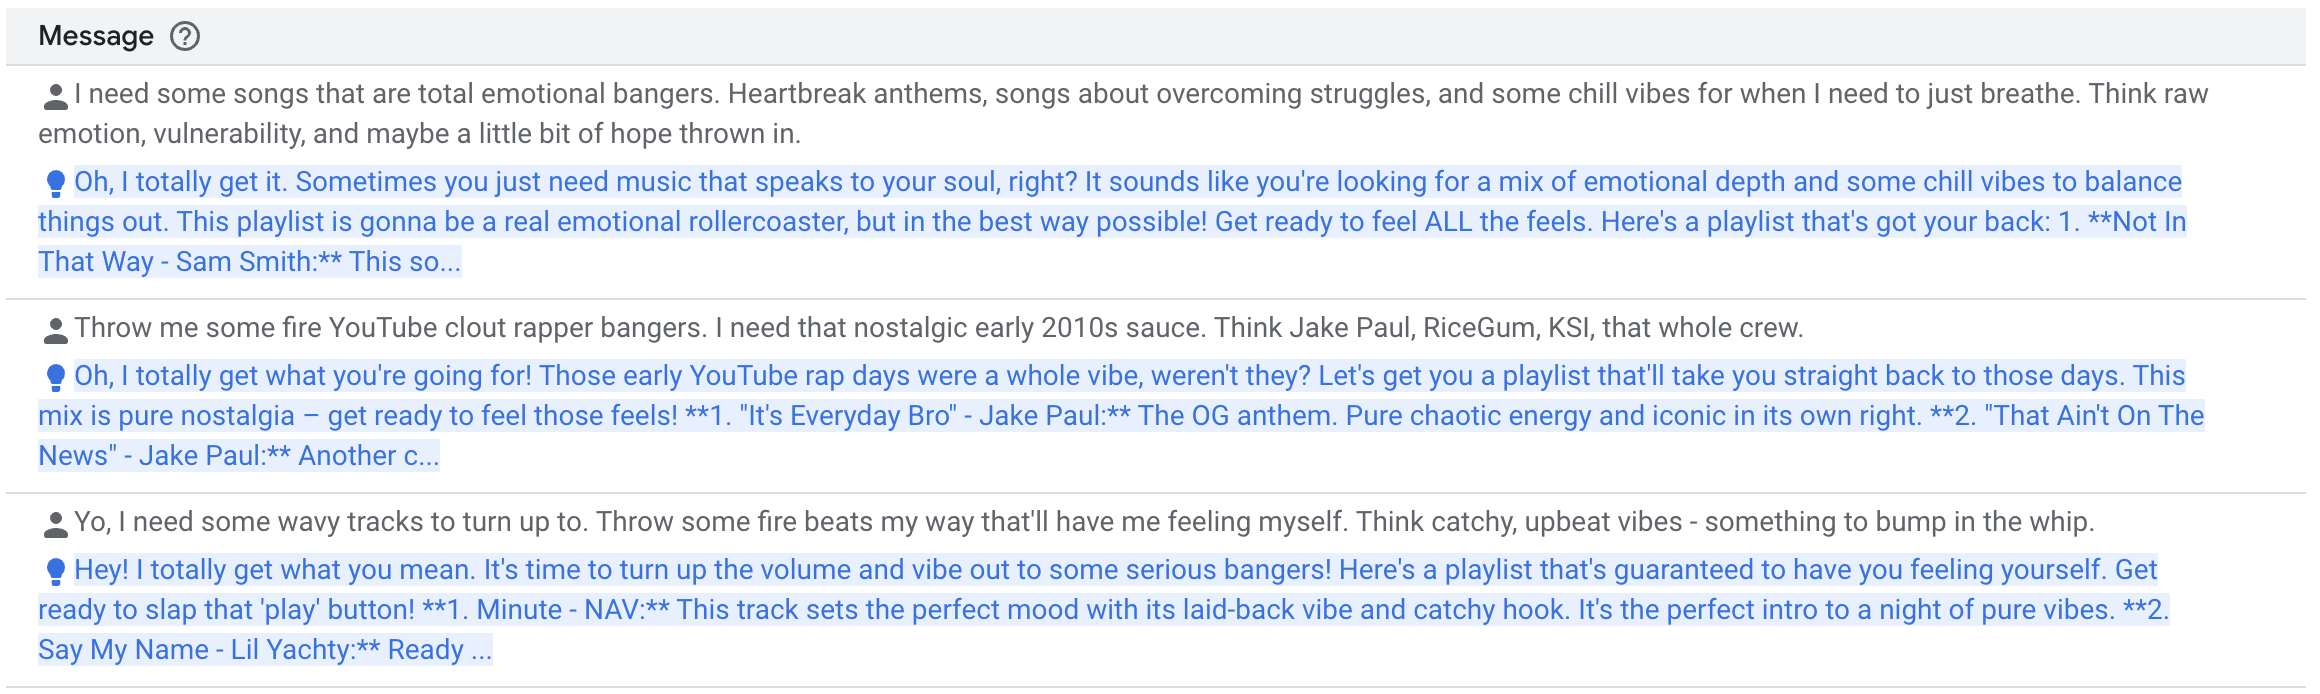 Message
I need some songs that are total emotional bangers. Heartbreak anthems, songs about overcoming struggles, and some chill vibes for when I need to just breathe. Think raw
emotion, vulnerability, and maybe a little bit of hope thrown in.
Oh, I totally get it. Sometimes you just need music that speaks to your soul, right? It sounds like you're looking for a mix of emotional depth and some chill vibes to balance
things out. This playlist is gonna be a real emotional rollercoaster, but in the best way possible! Get ready to feel ALL the feels. Here's a playlist that's got your back: 1. **Not In
That Way - Sam Smith:** This so...
Throw me some fire YouTube clout rapper bangers. I need that nostalgic early 2010s sauce. Think Jake Paul, RiceGum, KSI, that whole crew.
Oh, I totally get what you're going for! Those early YouTube rap days were a whole vibe, weren't they? Let's get you a playlist that'll take you straight back to those days. This
mix is pure nostalgia – get ready to feel those feels! **1. "It's Everyday Bro" - Jake Paul:** The OG anthem. Pure chaotic energy and iconic in its own right. **2. "That Ain't On The
News" - Jake Paul:** Another c...
Yo, I need some wavy tracks to turn up to. Throw some fire beats my way that'll have me feeling myself. Think catchy, upbeat vibes - something to bump in the whip.
Hey! I totally get what you mean. It's time to turn up the volume and vibe out to some serious bangers! Here's a playlist that's guaranteed to have you feeling yourself. Get
ready to slap that 'play' button! **1. Minute - NAV:** This track sets the perfect mood with its laid-back vibe and catchy hook. It's the perfect intro to a night of pure vibes. **2.
Say My Name - Lil Yachty:** Ready ...